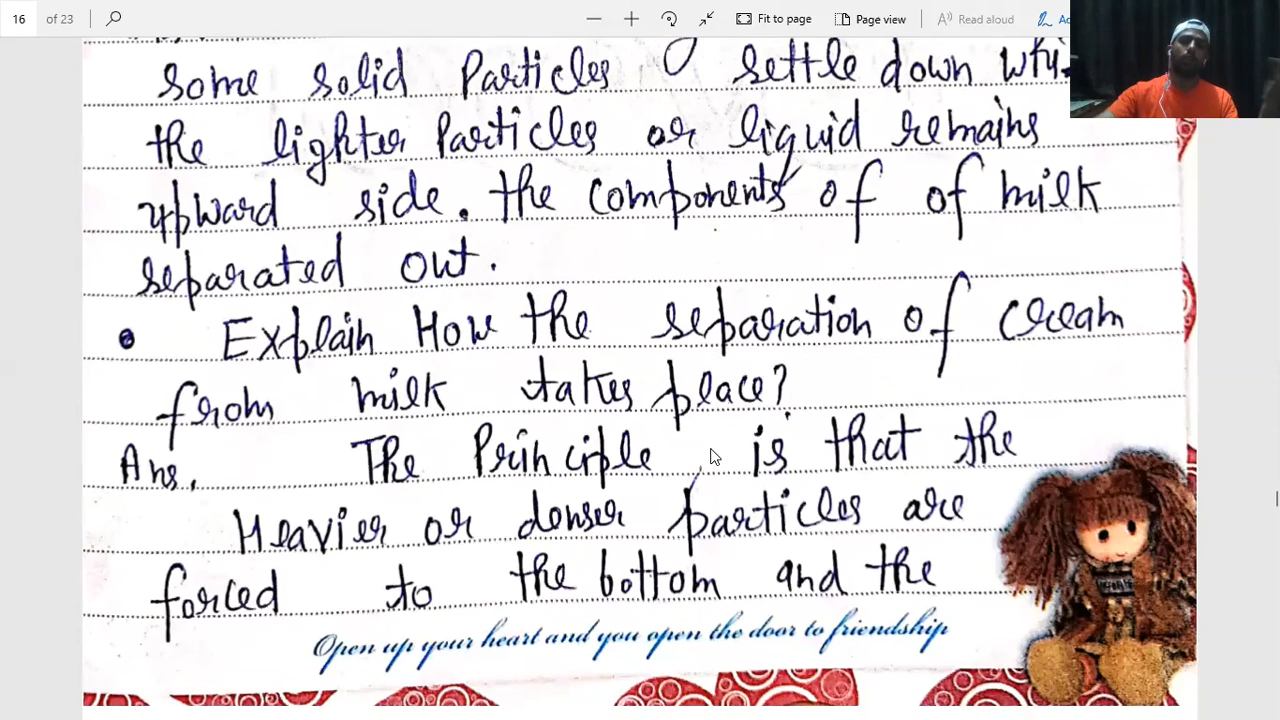 16 of 23 Fit to page Page view Read aloud
some solid Particles settle down
the lighter Particles or liquid remains
upward side. the components of of milk
separated out.
Explain How the separation of cream
from milk takes place?
Ans. The Principle is that the
Heavier or denser particles are
forced to the bottom and the
Open up your heart and you open the door to friendship